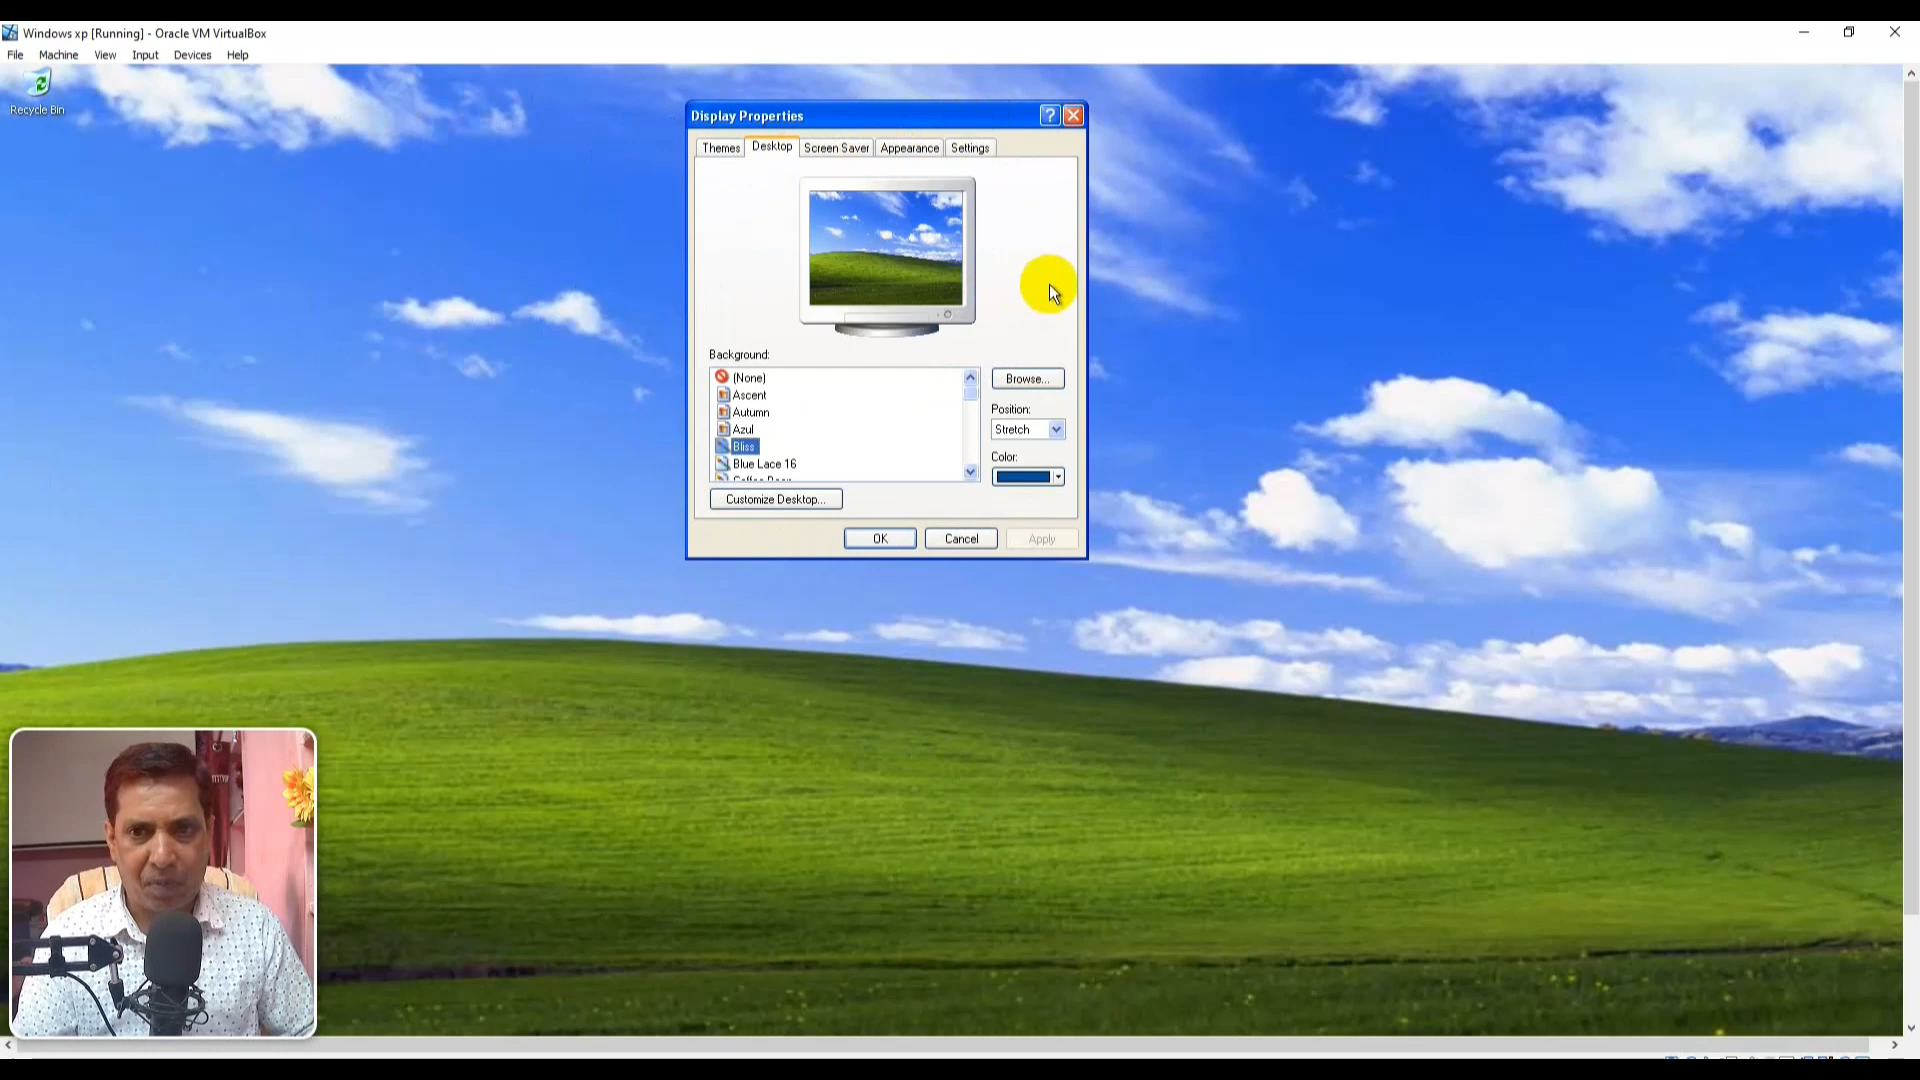 Windows xp [Running] - Oracle VM VirtualBox
File Machine View Input Devices Help
Recycle Bin
Display Properties
Themes Desktop Screen Saver Appearance Settings
Background:
(None)
Ascent
Autumn
Azul
Bliss
Blue Lace 16
Browse...
Position:
Stretch
Color:
Customize Desktop...
OK Cancel Apply